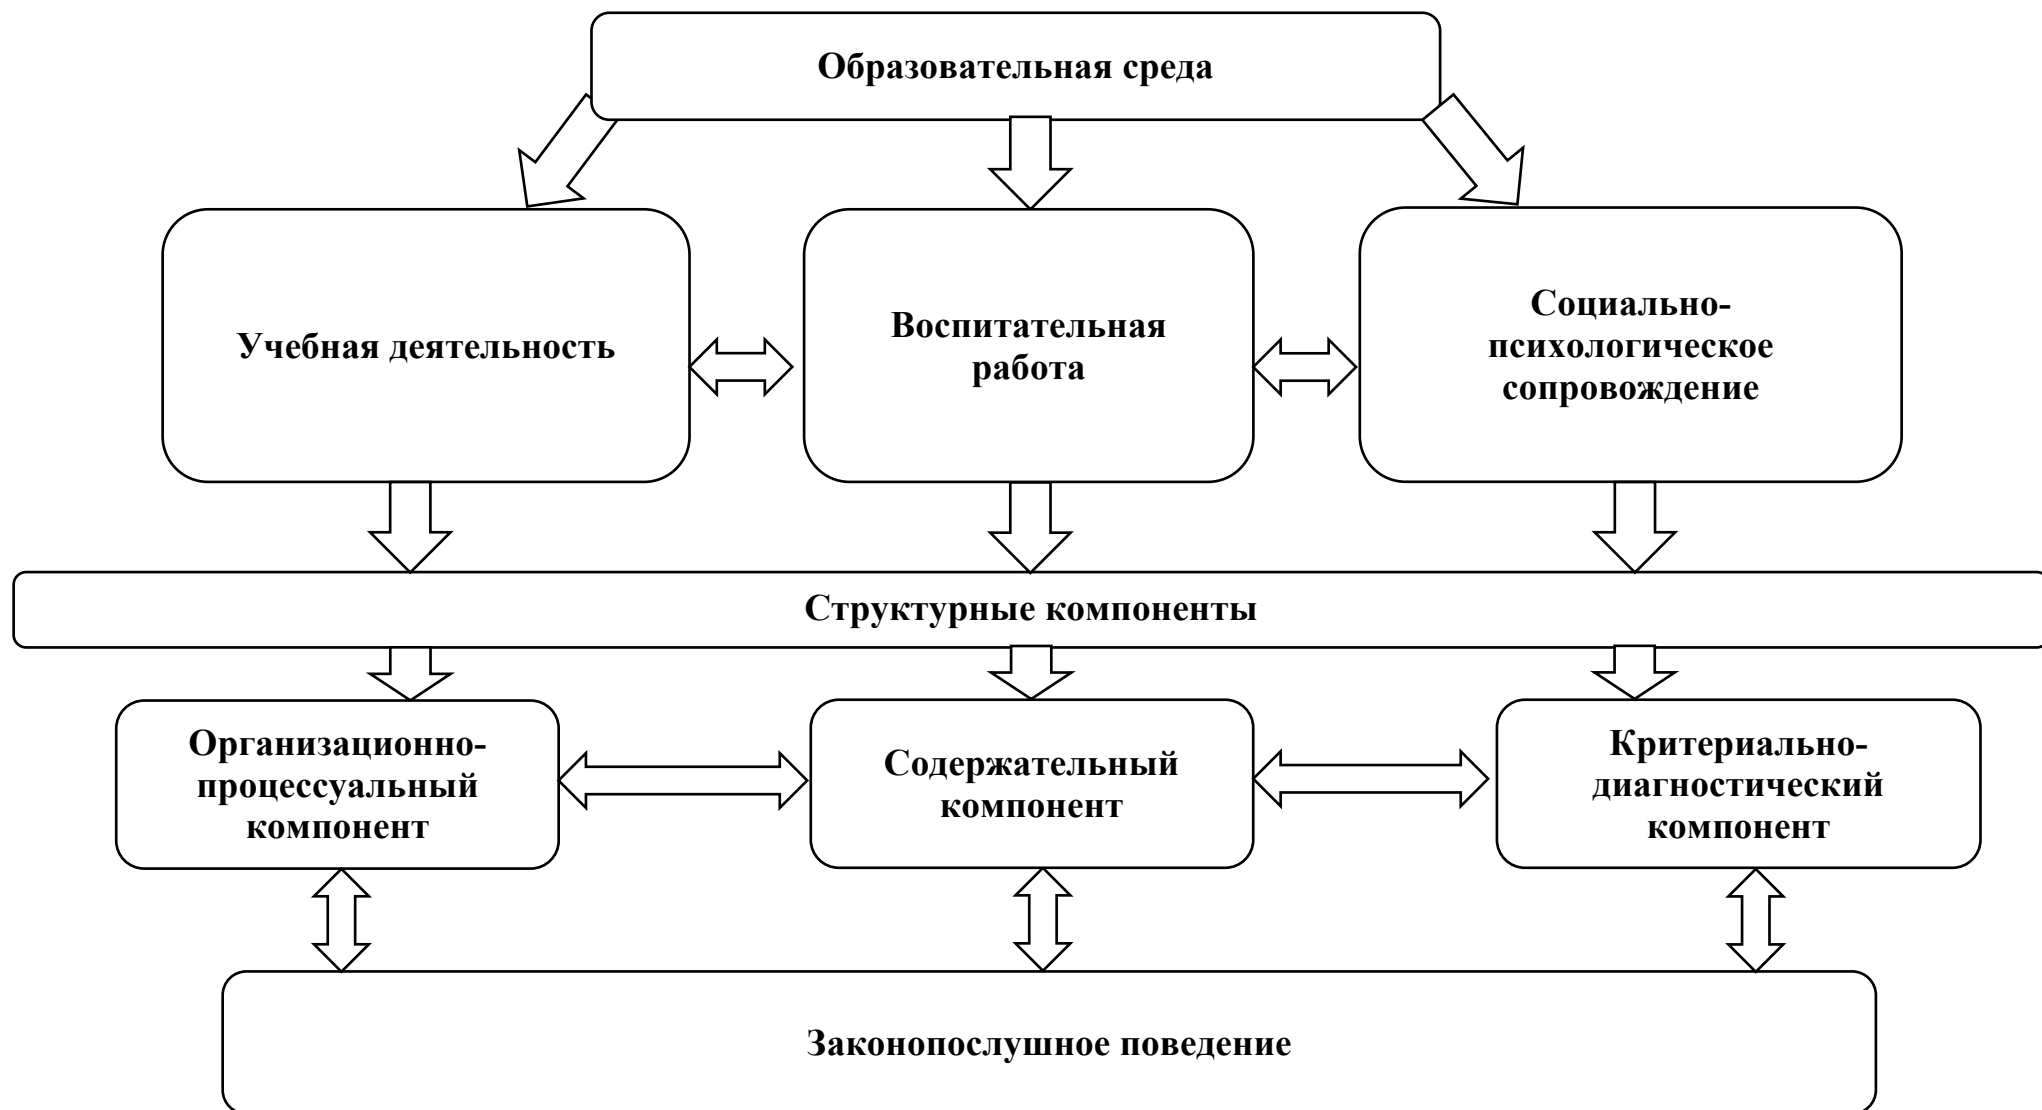 Образовательная среда
Учебная деятельность
Воспитательная
работа
Социально-
психологическое
сопровождение
Структурные компоненты
Организационно-
процессуальный
компонент
Содержательный
компонент
Критериально-
диагностический
компонент
Законопослушное поведение